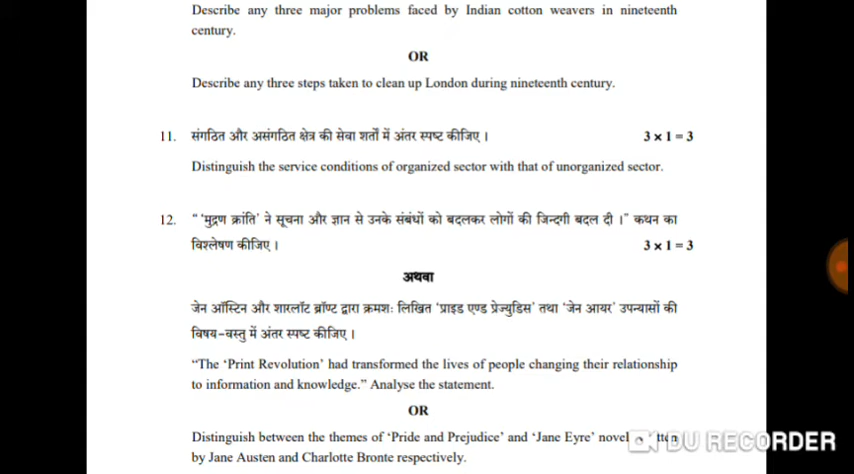 Describe any three major problems faced by Indian cotton weavers in nineteenth
century.
OR
Describe any three steps taken to clean up London during nineteenth century.
11. संगठित और असंगठित क्षेत्र की सेवा शर्तों में अंतर स्पष्ट कीजिए । 3 × 1 = 3
Distinguish the service conditions of organized sector with that of unorganized sector.
12. “ ‘मुद्रण क्रांति’ ने सूचना और ज्ञान से उनके संबंधों को बदलकर लोगों की जिन्दगी बदल दी ।” कथन का
विश्लेषण कीजिए । 3 × 1 = 3
अथवा
जेन ऑस्टिन और शारलॉट ब्रॉण्ट द्वारा क्रमशः लिखित ‘प्राइड एण्ड प्रेज्युडिस’ तथा ‘जेन आयर’ उपन्यासों की
विषय-वस्तु में अंतर स्पष्ट कीजिए ।
“The ‘Print Revolution’ had transformed the lives of people changing their relationship
to information and knowledge.” Analyse the statement.
OR
Distinguish between the themes of ‘Pride and Prejudice’ and ‘Jane Eyre’
by Jane Austen and Charlotte Bronte respectively.
DU RECORDER